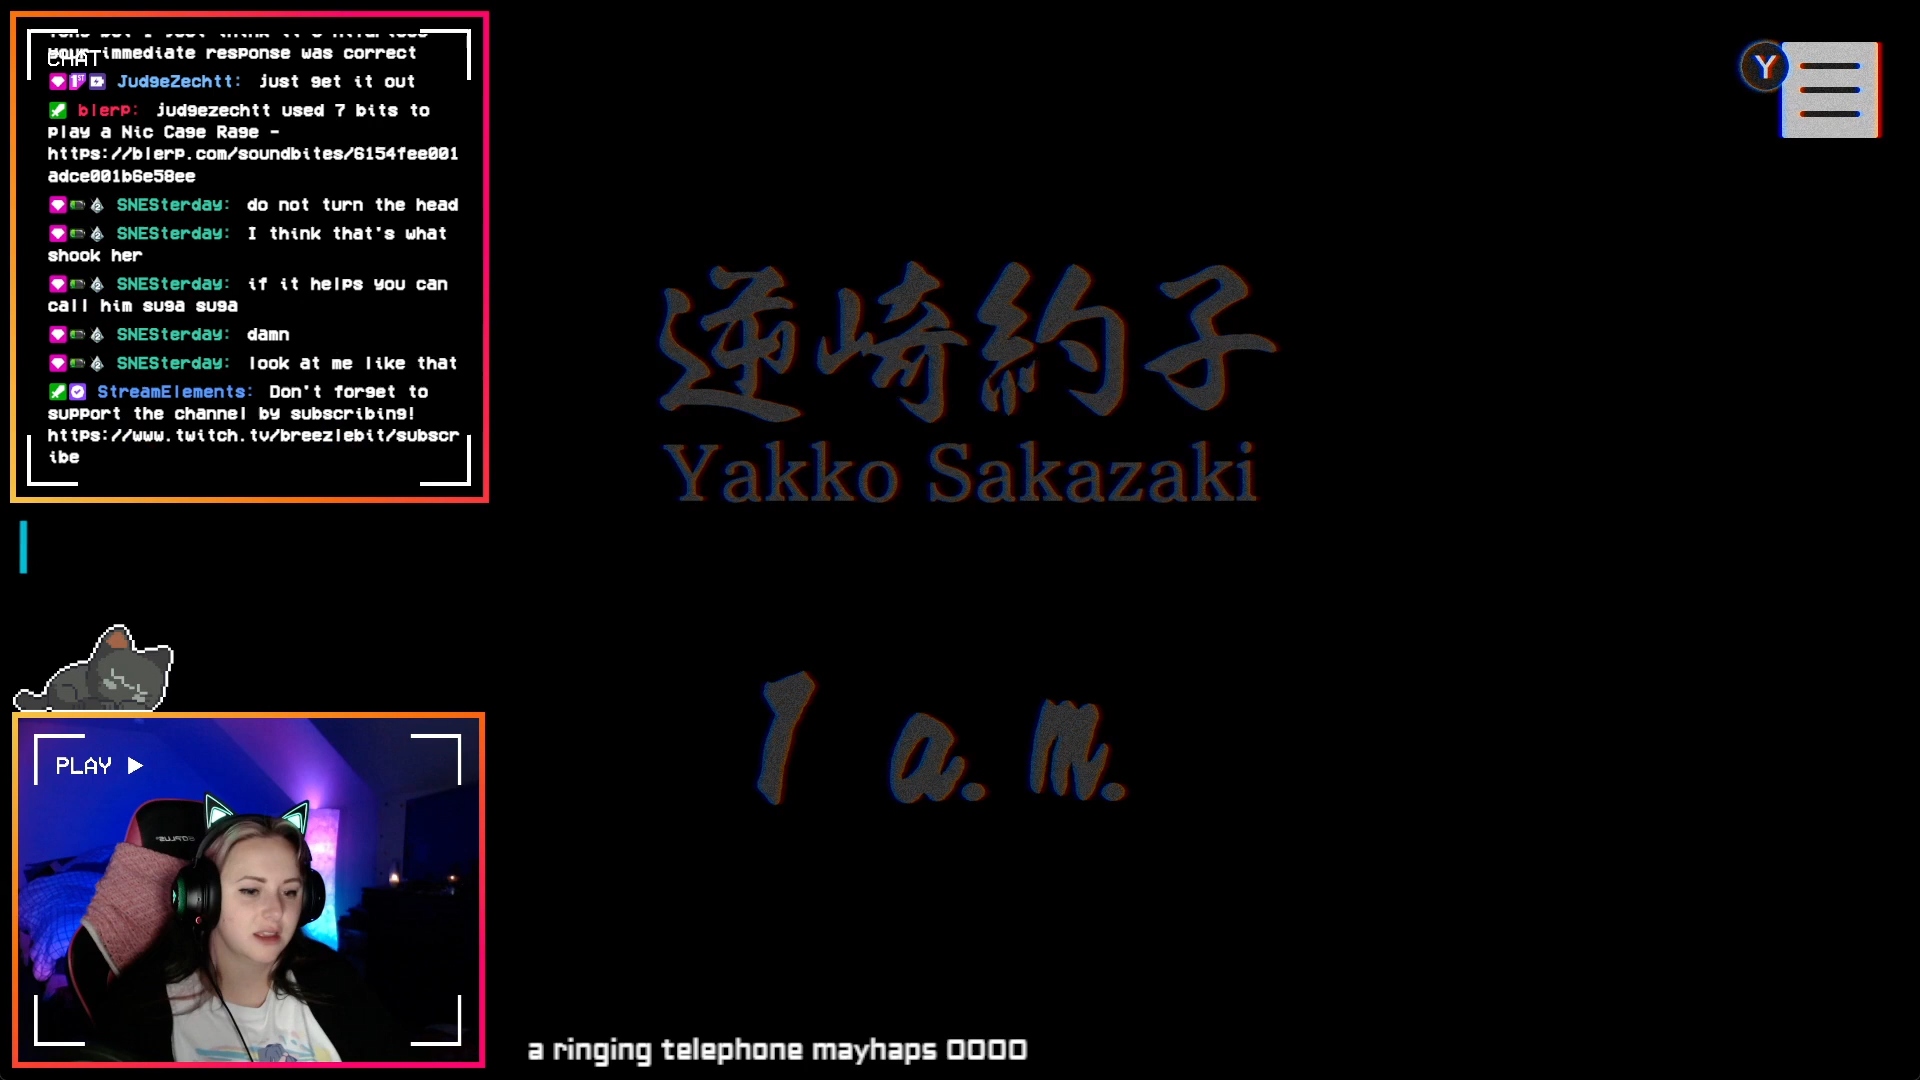 your immediate response was correct
CHAT
JudgeZechtt: just get it out
blerp: judgezechtt used 7 bits to
play a Nic Cage Rage -
https://blerp.com/soundbites/6154fee001
adce001b6e58ee
SNESterday: do not turn the head
SNESterday: I think that's what
shook her
SNESterday: if it helps you can
call him suga suga
SNESterday: damn
SNESterday: look at me like that
StreamElements: Don't forget to
support the channel by subscribing!
https://www.twitch.tv/breezlebit/subscr
ibe
Y
逆崎約子
Yakko Sakazaki
1 a.m.
PLAY
a ringing telephone mayhaps